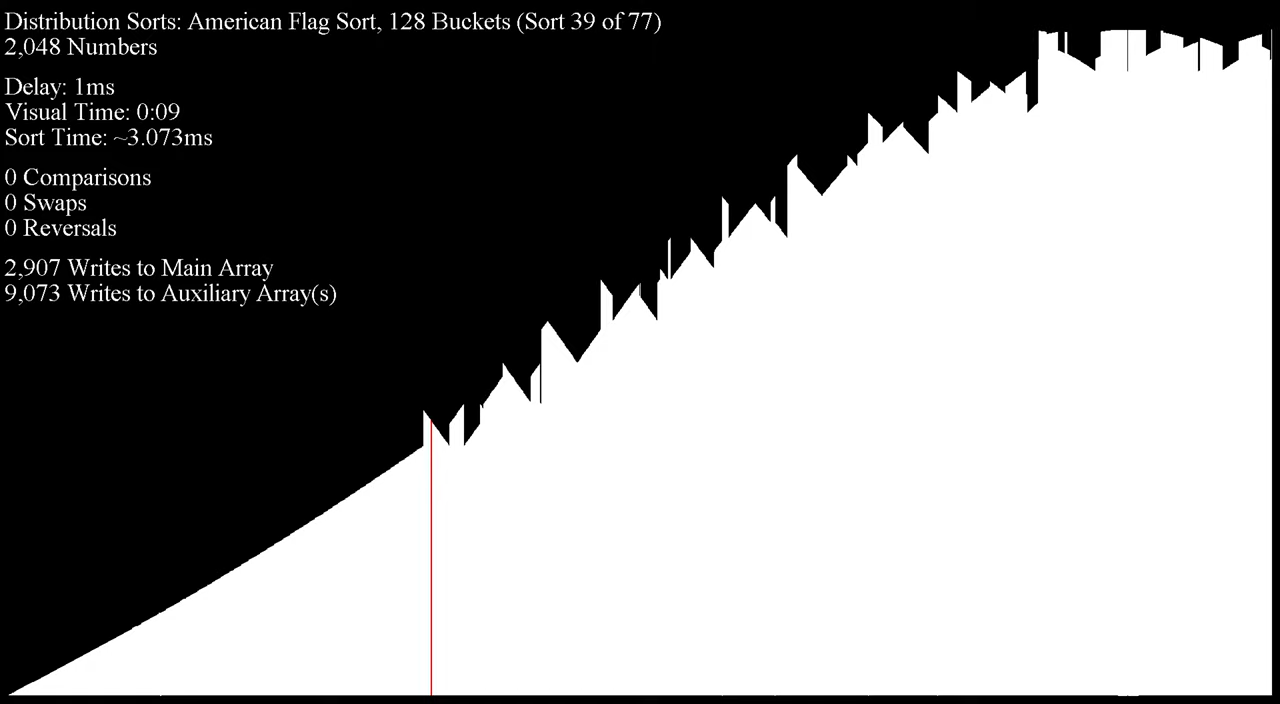 Distribution Sorts: American Flag Sort, 128 Buckets (Sort 39 of 77)
2,048 Numbers
Delay: 1ms
Visual Time: 0:09
Sort Time: ~3.073ms
0 Comparisons
0 Swaps
0 Reversals
2,907 Writes to Main Array
9,073 Writes to Auxiliary Array(s)